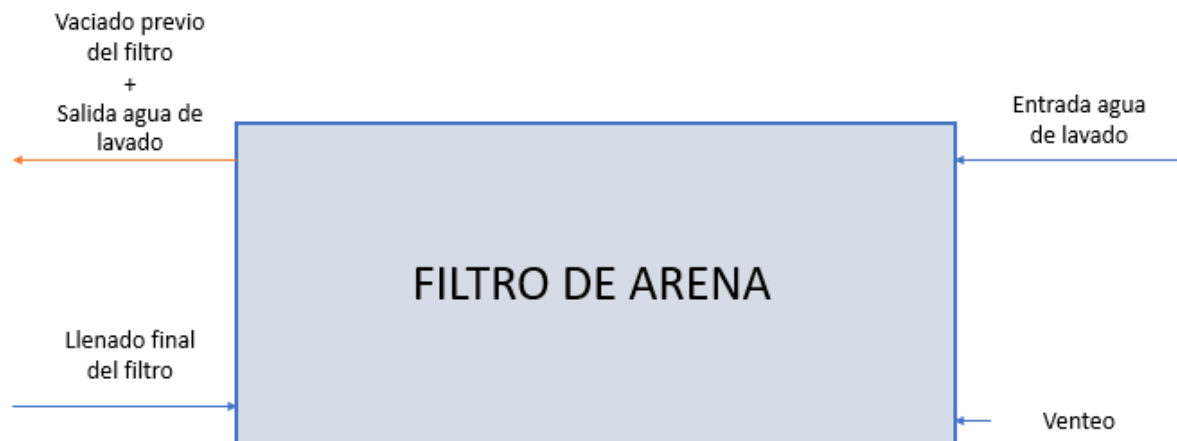 Vaciado previo
del filtro
+
Salida agua de
lavado
Entrada agua
de lavado
FILTRO DE ARENA
Llenado final
del filtro
Venteo